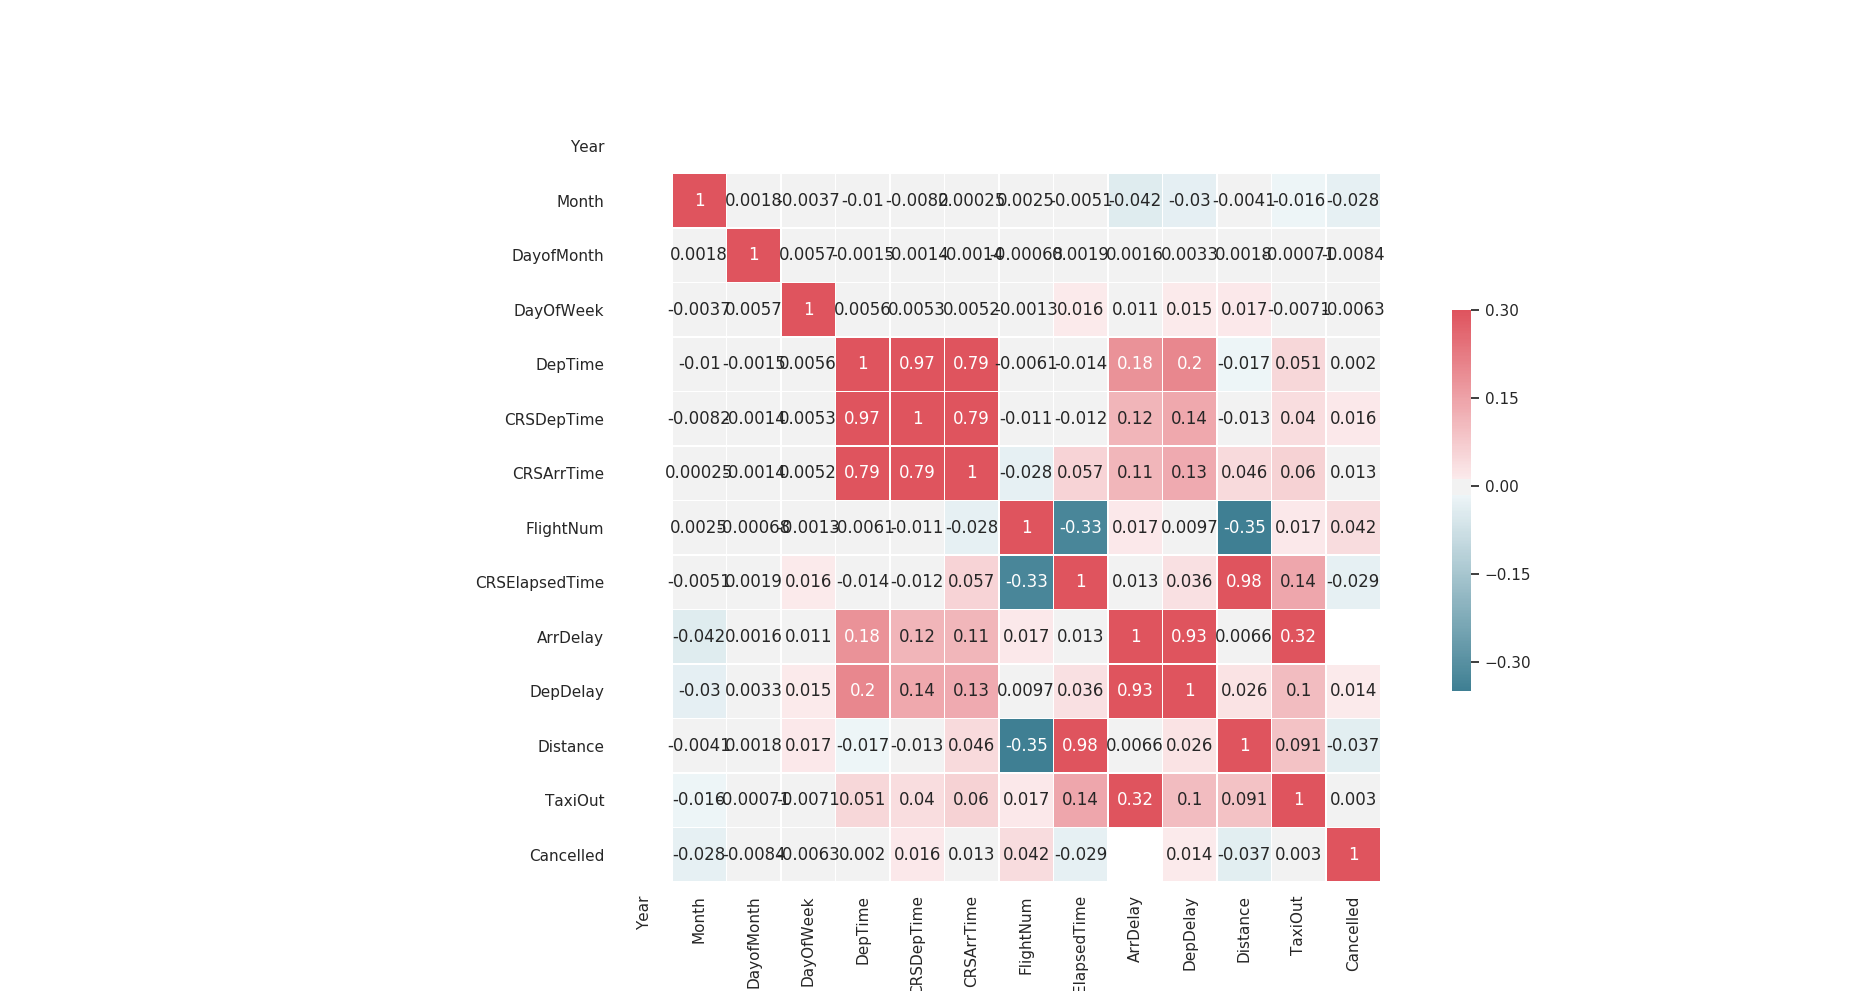 Year
Month 1 0.0018 -0.0037 -0.01 -0.0082 0.00025 0.0025 -0.0051 -0.042 -0.03 -0.0041 -0.016 -0.028
DayofMonth 0.0018 1 0.0057 -0.0015 -0.0014 -0.0014 -0.00068 0.0019 0.0016 0.0033 0.0018 -0.00071 -0.0084
DayOfWeek -0.0037 0.0057 1 0.0056 0.0053 0.0052 -0.0013 0.016 0.011 0.015 0.017 -0.0071 -0.0063
0.30
DepTime -0.01 -0.0015 0.0056 1 0.97 0.79 -0.0061 -0.014 0.18 0.2 -0.017 0.051 0.002
0.15
CRSDepTime -0.0082 -0.0014 0.0053 0.97 1 0.79 -0.011 -0.012 0.12 0.14 -0.013 0.04 0.016
CRSArrTime 0.00025 -0.0014 0.0052 0.79 0.79 1 -0.028 0.057 0.11 0.13 0.046 0.06 0.013
0.00
FlightNum 0.0025 -0.00068 -0.0013 -0.0061 -0.011 -0.028 1 -0.33 0.017 0.0097 -0.35 0.017 0.042
−0.15
CRSElapsedTime -0.0051 0.0019 0.016 -0.014 -0.012 0.057 -0.33 1 0.013 0.036 0.98 0.14 -0.029
ArrDelay -0.042 0.0016 0.011 0.18 0.12 0.11 0.017 0.013 1 0.93 0.0066 0.32
−0.30
DepDelay -0.03 0.0033 0.015 0.2 0.14 0.13 0.0097 0.036 0.93 1 0.026 0.1 0.014
Distance -0.0041 0.0018 0.017 -0.017 -0.013 0.046 -0.35 0.98 0.0066 0.026 1 0.091 -0.037
TaxiOut -0.016 -0.00071 -0.0071 0.051 0.04 0.06 0.017 0.14 0.32 0.1 0.091 1 0.003
Cancelled -0.028 -0.0084 -0.0063 0.002 0.016 0.013 0.042 -0.029 0.014 -0.037 0.003 1
Year
Month
DayofMonth
DayOfWeek
DepTime
CRSDepTime
CRSArrTime
FlightNum
ElapsedTime
ArrDelay
DepDelay
Distance
TaxiOut
Cancelled